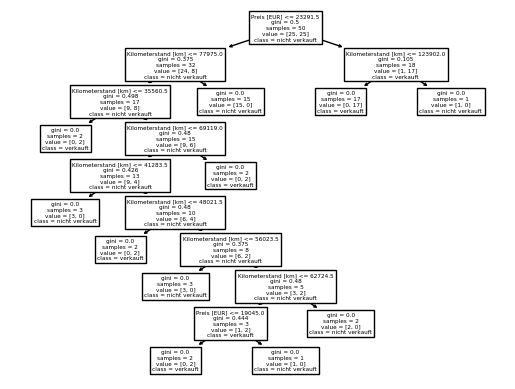 Preis [EUR] <= 23291.5
gini = 0.5
samples = 50
value = [25, 25]
class = nicht verkauft
Kilometerstand [km] <= 77975.0
gini = 0.375
samples = 32
value = [24, 8]
class = nicht verkauft
Kilometerstand [km] <= 123902.0
gini = 0.105
samples = 18
value = [1, 17]
class = verkauft
Kilometerstand [km] <= 35560.5
gini = 0.498
samples = 17
value = [9, 8]
class = nicht verkauft
gini = 0.0
samples = 15
value = [15, 0]
class = nicht verkauft
gini = 0.0
samples = 17
value = [0, 17]
class = verkauft
gini = 0.0
samples = 1
value = [1, 0]
class = nicht verkauft
gini = 0.0
samples = 2
value = [0, 2]
class = verkauft
Kilometerstand [km] <= 69119.0
gini = 0.48
samples = 15
value = [9, 6]
class = nicht verkauft
Kilometerstand [km] <= 41283.5
gini = 0.426
samples = 13
value = [9, 4]
class = nicht verkauft
gini = 0.0
samples = 2
value = [0, 2]
class = verkauft
gini = 0.0
samples = 3
value = [3, 0]
class = nicht verkauft
Kilometerstand [km] <= 48021.5
gini = 0.48
samples = 10
value = [6, 4]
class = nicht verkauft
gini = 0.0
samples = 2
value = [0, 2]
class = verkauft
Kilometerstand [km] <= 56023.5
gini = 0.375
samples = 8
value = [6, 2]
class = nicht verkauft
gini = 0.0
samples = 3
value = [3, 0]
class = nicht verkauft
Kilometerstand [km] <= 62724.5
gini = 0.48
samples = 5
value = [3, 2]
class = nicht verkauft
Preis [EUR] <= 19045.0
gini = 0.444
samples = 3
value = [1, 2]
class = verkauft
gini = 0.0
samples = 2
value = [2, 0]
class = nicht verkauft
gini = 0.0
samples = 2
value = [0, 2]
class = verkauft
gini = 0.0
samples = 1
value = [1, 0]
class = nicht verkauft